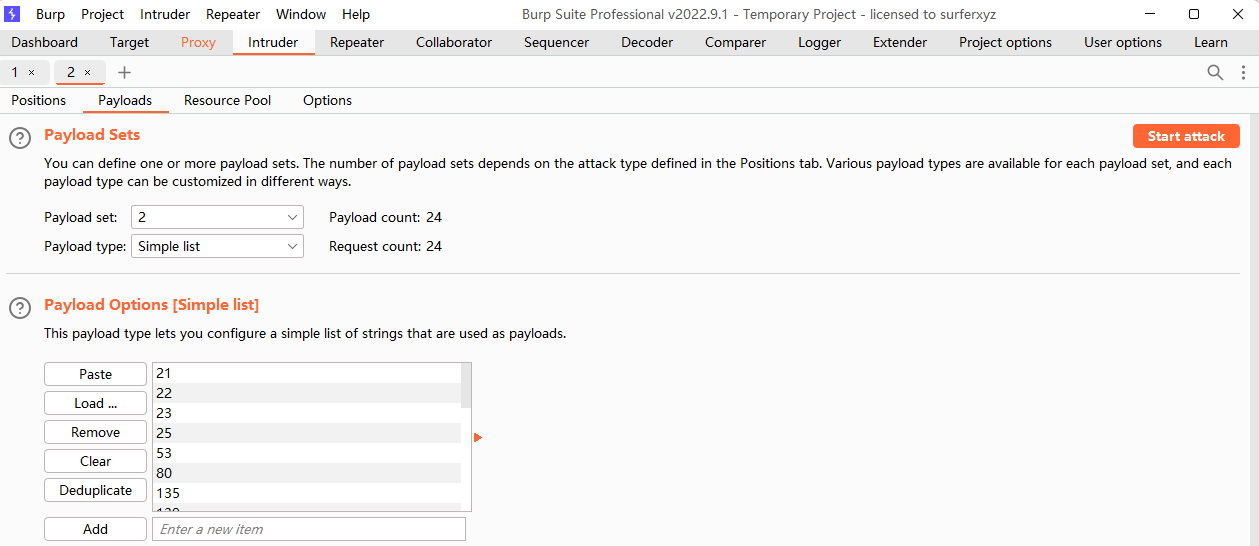 Burp Project Intruder Repeater Window Help Burp Suite Professional v2022.9.1 - Temporary Project - licensed to surferxyz
Dashboard Target Proxy Intruder Repeater Collaborator Sequencer Decoder Comparer Logger Extender Project options User options Learn
1 × 2 × +
Positions Payloads Resource Pool Options
? Payload Sets Start attack
You can define one or more payload sets. The number of payload sets depends on the attack type defined in the Positions tab. Various payload types are available for each payload set, and each
payload type can be customized in different ways.
Payload set: 2 Payload count: 24
Payload type: Simple list Request count: 24
? Payload Options [Simple list]
This payload type lets you configure a simple list of strings that are used as payloads.
Paste 21
22
Load ... 23
Remove 25
53
Clear 80
Deduplicate 135
Add Enter a new item